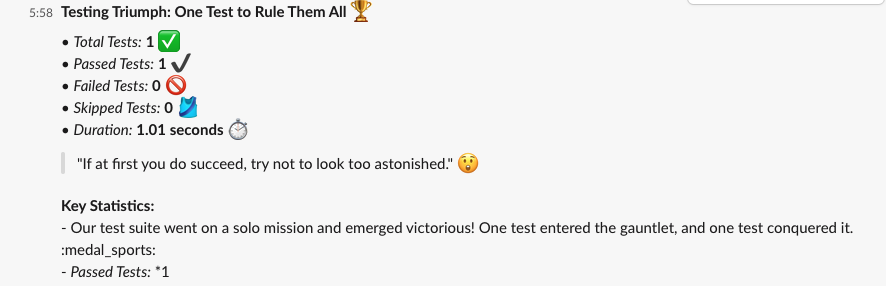 5:58 Testing Triumph: One Test to Rule Them All 🏆
• Total Tests: 1 ✅
• Passed Tests: 1 ✔️
• Failed Tests: 0 🚫
• Skipped Tests: 0 🎽
• Duration: 1.01 seconds ⏱️
"If at first you do succeed, try not to look too astonished." 😲
Key Statistics:
- Our test suite went on a solo mission and emerged victorious! One test entered the gauntlet, and one test conquered it.
:medal_sports:
- Passed Tests: *1